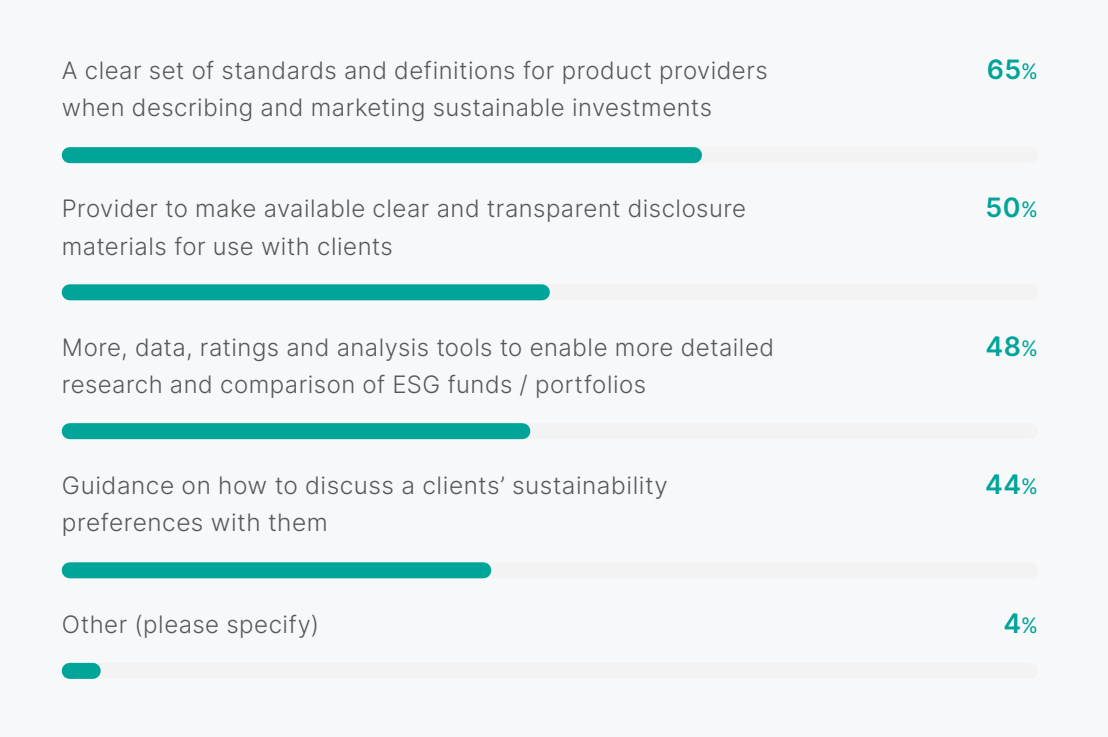 A clear set of standards and definitions for product providers 65%
when describing and marketing sustainable investments
Provider to make available clear and transparent disclosure 50%
materials for use with clients
More, data, ratings and analysis tools to enable more detailed 48%
research and comparison of ESG funds / portfolios
Guidance on how to discuss a clients’ sustainability 44%
preferences with them
Other (please specify) 4%